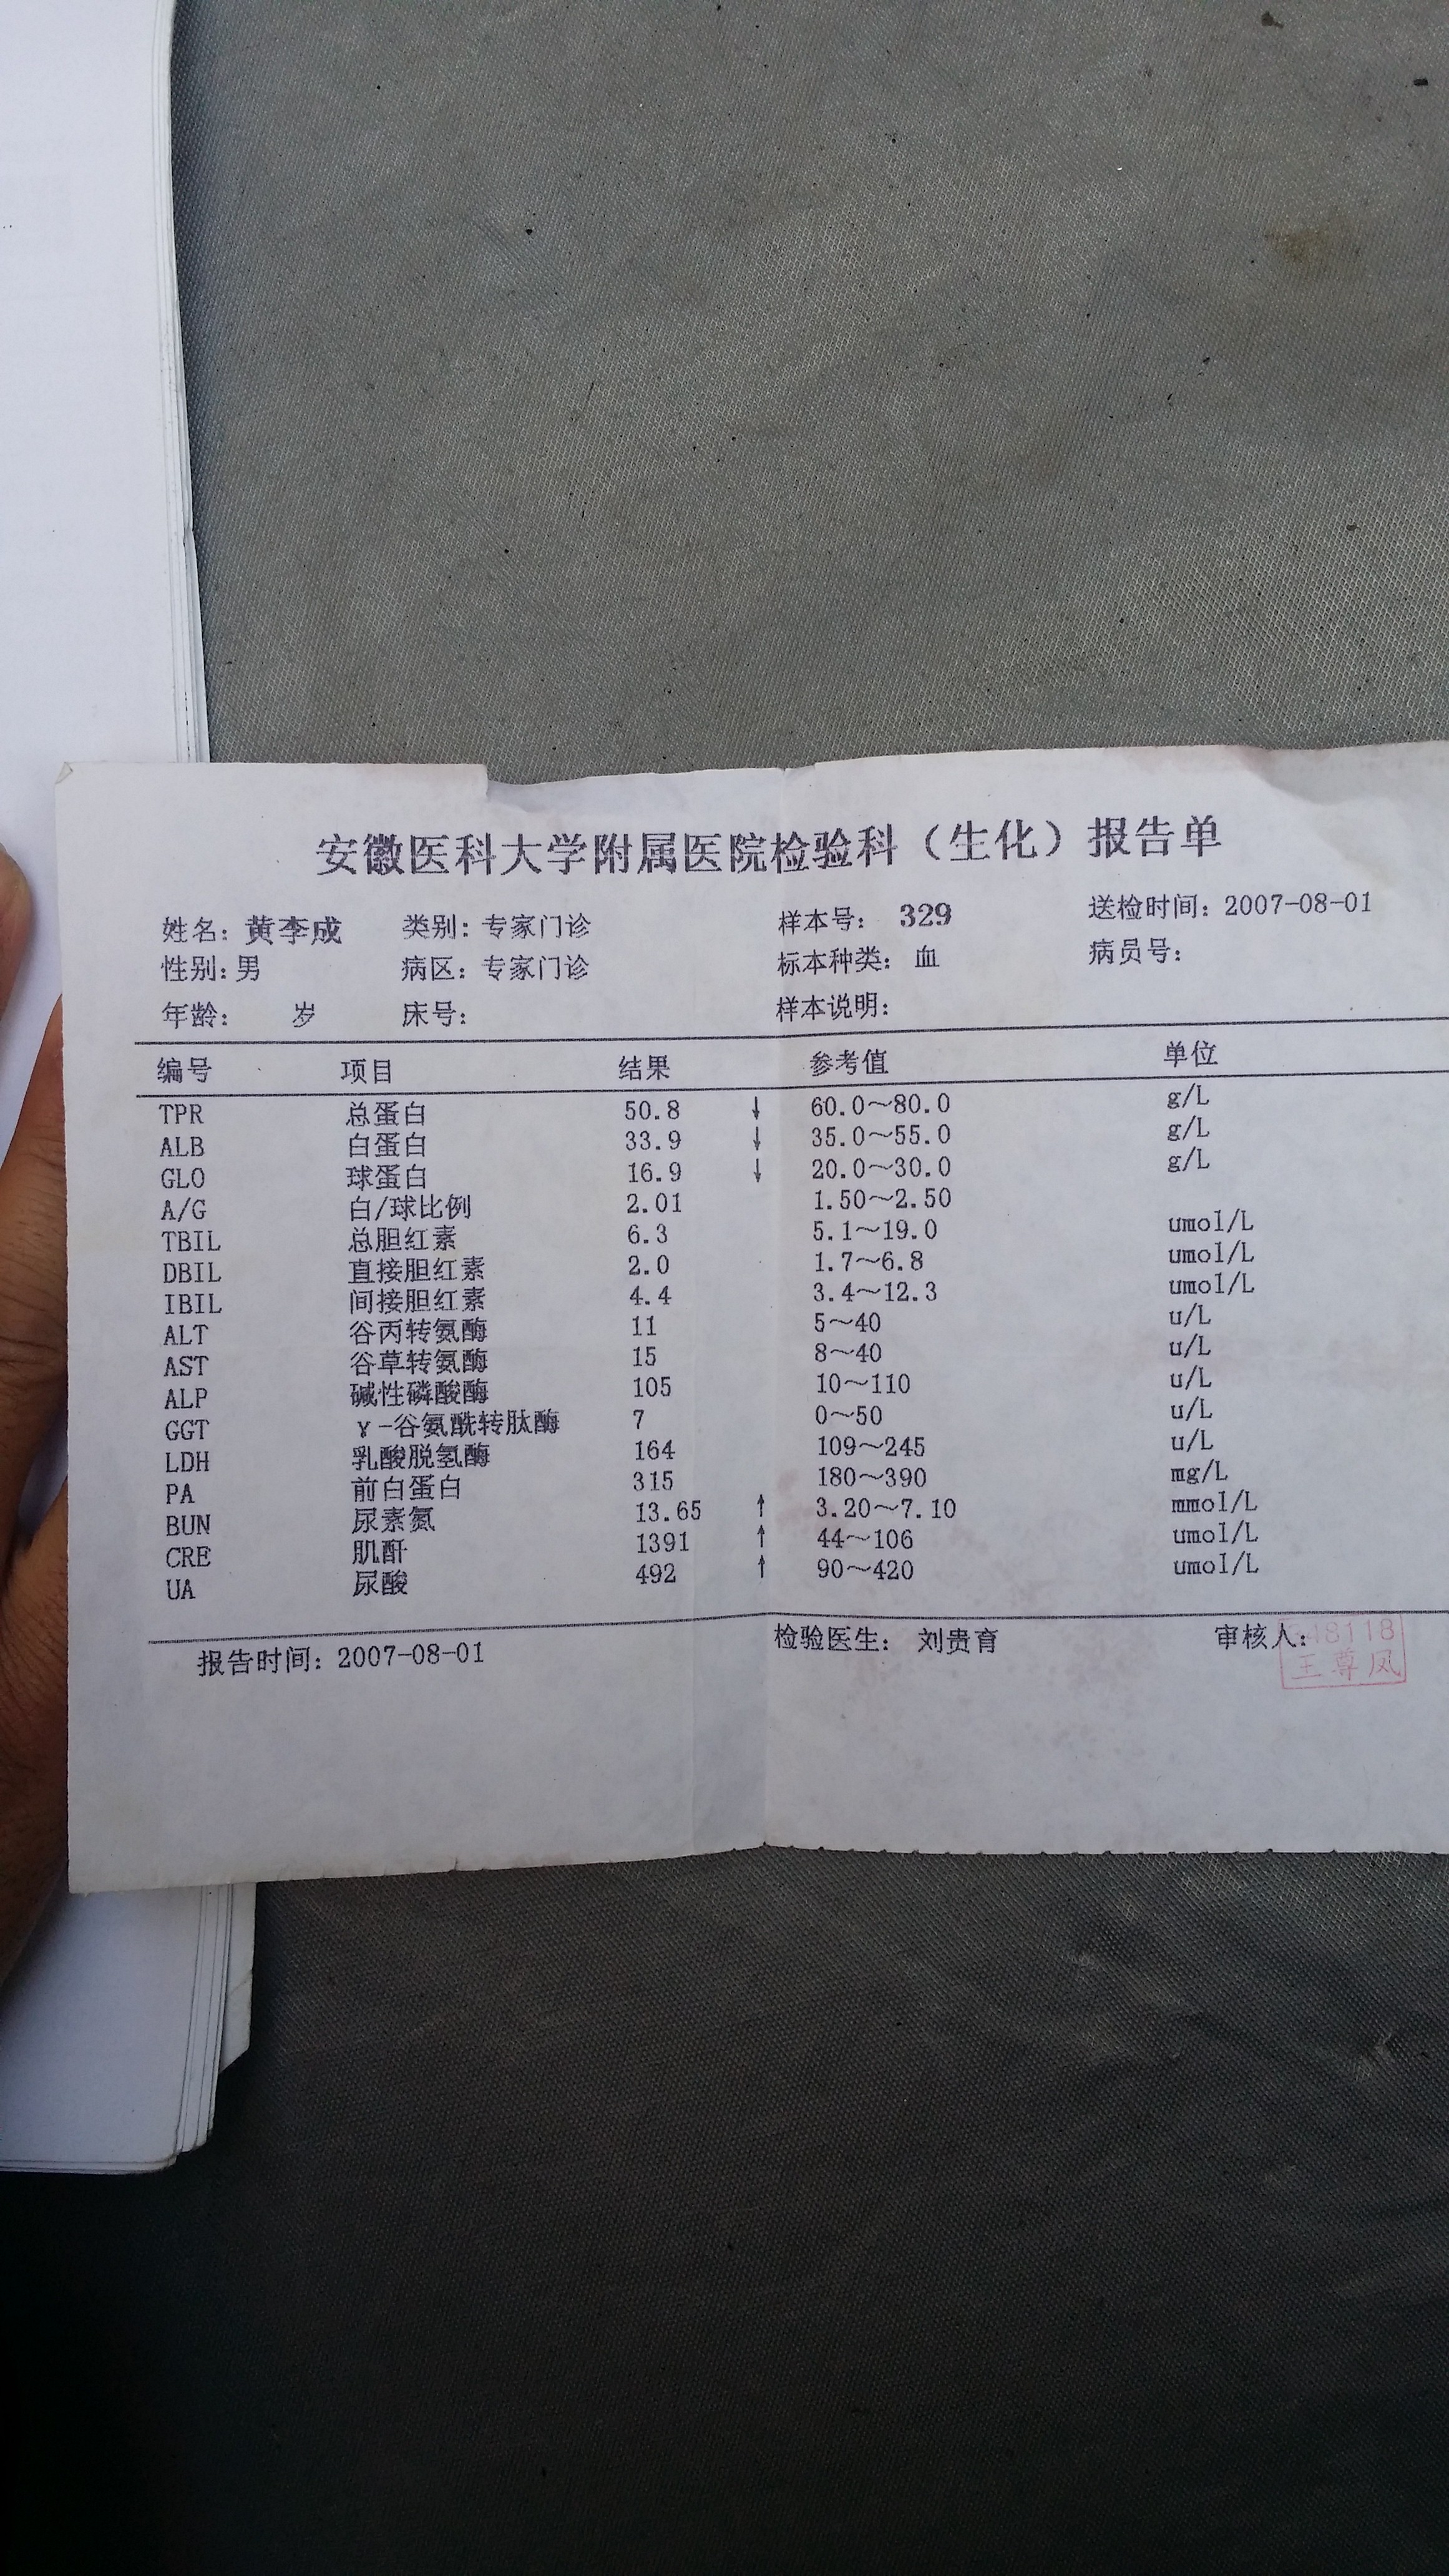 安徽医科大学附属医院检验科（生化）报告单
姓名：黄李成 类别：专家门诊 样本号： 329 送检时间：2007-08-01
性别：男 病区：专家门诊 标本种类：血 病员号：
年龄： 岁 床号： 样本说明：
编号 项目 结果 参考值 单位
TPR 总蛋白 50.8 ↓ 60.0～80.0 g/L
ALB 白蛋白 33.9 ↓ 35.0～55.0 g/L
GLO 球蛋白 16.9 ↓ 20.0～30.0 g/L
A/G 白/球比例 2.01 1.50～2.50
TBIL 总胆红素 6.3 5.1～19.0 umol/L
DBIL 直接胆红素 2.0 1.7～6.8 umol/L
IBIL 间接胆红素 4.4 3.4～12.3 umol/L
ALT 谷丙转氨酶 11 5～40 u/L
AST 谷草转氨酶 15 8～40 u/L
ALP 碱性磷酸酶 105 10～110 u/L
GGT γ-谷氨酰转肽酶 7 0～50 u/L
LDH 乳酸脱氢酶 164 109～245 u/L
PA 前白蛋白 315 180～390 mg/L
BUN 尿素氮 13.65 ↑ 3.20～7.10 mmol/L
CRE 肌酐 1391 ↑ 44～106 umol/L
UA 尿酸 492 ↑ 90～420 umol/L
报告时间：2007-08-01 检验医生： 刘贵育 审核人：
王尊凤